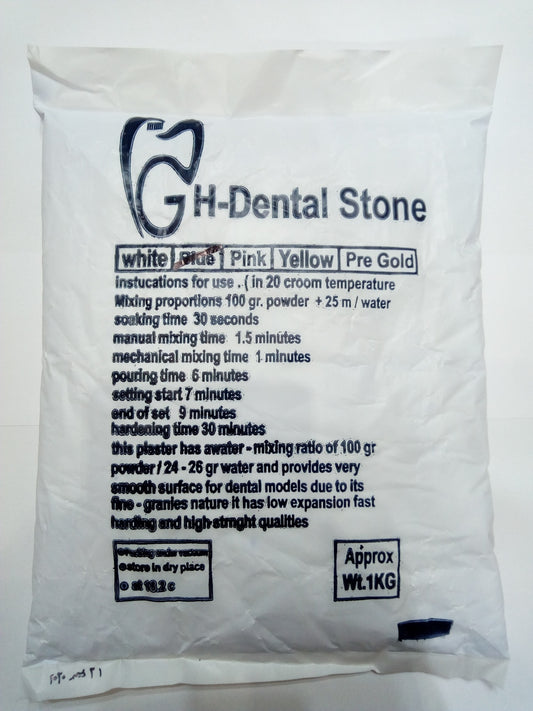 H-Dental Stone
white Blue Pink Yellow Pre Gold
instucations for use . ( in 20 croom temperature
Mixing proportions 100 gr. powder + 25 m / water
soaking time 30 seconds
manual mixing time 1.5 minutes
mechanical mixing time 1 minutes
pouring time 6 minutes
setting start 7 minutes
end of set 9 minutes
hardening time 30 minutes
this plaster has awater - mixing ratio of 100 gr
powder / 24 - 26 gr water and provides very
smooth surface for dental models due to its
fine - granies nature it has low expansion fast
harding and high strnght qualities
Packing under vacuum
store in dry place
Approx
Wt.1KG